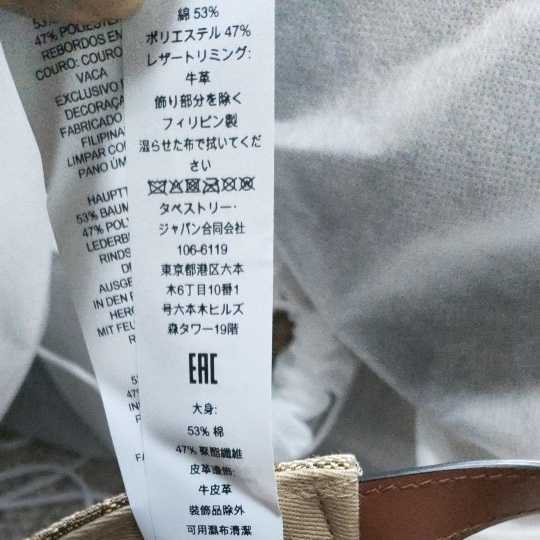 53%
47% POLIÉSTE
REBORDOS EM
COURO: COURO
VACA
EXCLUSIVO
DECORAÇÃ
FABRICADO
FILIPINA
LIMPAR CO
PANO ÚM
HAUPTT
53% BAUM
47% POLY
LEDERB
RINDS
AUSGE
IN DEN
HERG
MIT FEU
綿 53%
ポリエステル 47%
レザートリミング:
牛革
飾り部分を除く
フィリピン製
湿らせた布で拭いてくだ
さい
タペストリー・
ジャパン合同会社
106-6119
東京都港区六本
木6丁目10番1
号六本木ヒルズ
森タワー19階
EAC
大身:
53% 棉
47% 聚酯纖維
皮革邊飾:
牛皮革
裝飾品除外
可用濕布清潔